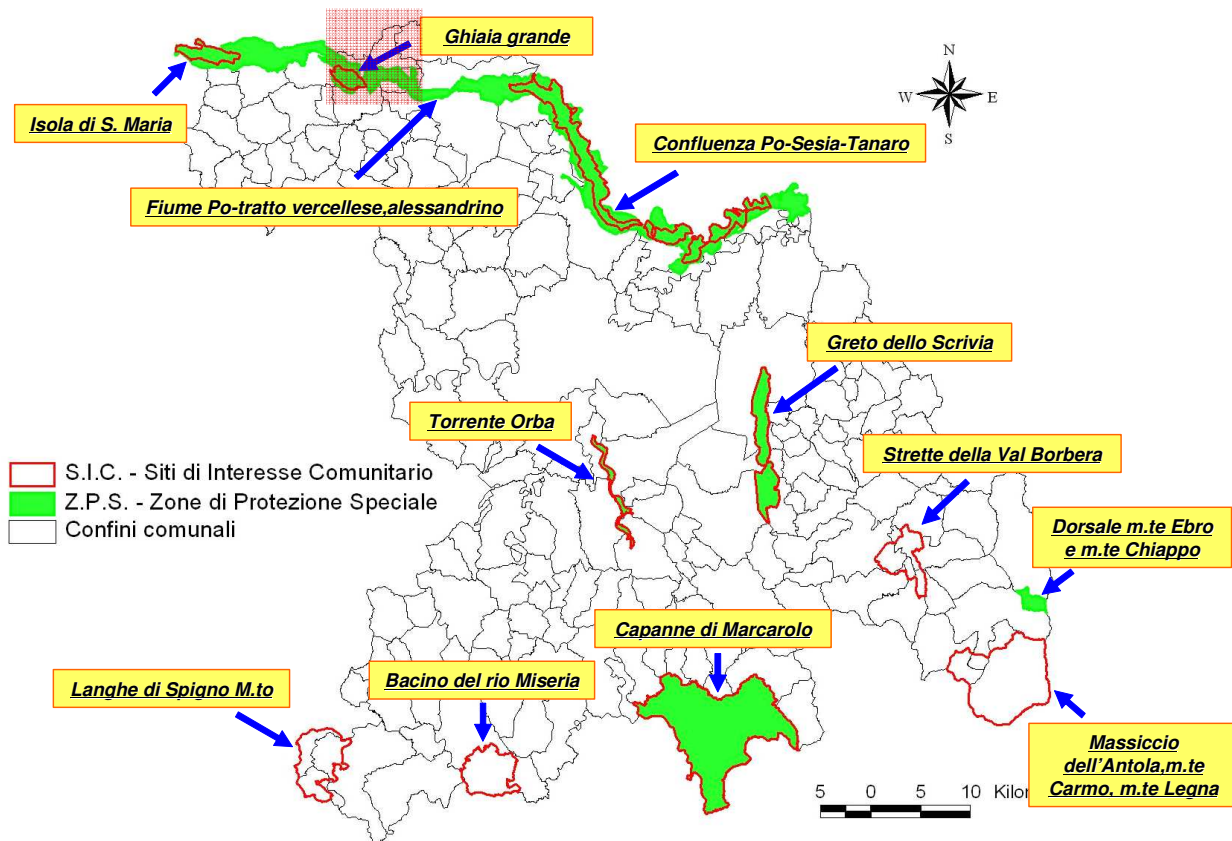 Ghiaia grande
N
W
E
S
Isola di S. Maria
Confluenza Po-Sesia-Tanaro
Fiume Po-tratto vercellese,alessandrino
Greto dello Scrivia
Torrente Orba
Strette della Val Borbera
S.I.C. - Siti di Interesse Comunitario
Z.P.S. - Zone di Protezione Speciale
Confini comunali
Dorsale m.te Ebro
e m.te Chiappo
Capanne di Marcarolo
Langhe di Spigno M.to
Bacino del rio Miseria
Massiccio
dell'Antola,m.te
Carmo, m.te Legna
5 0 5 10